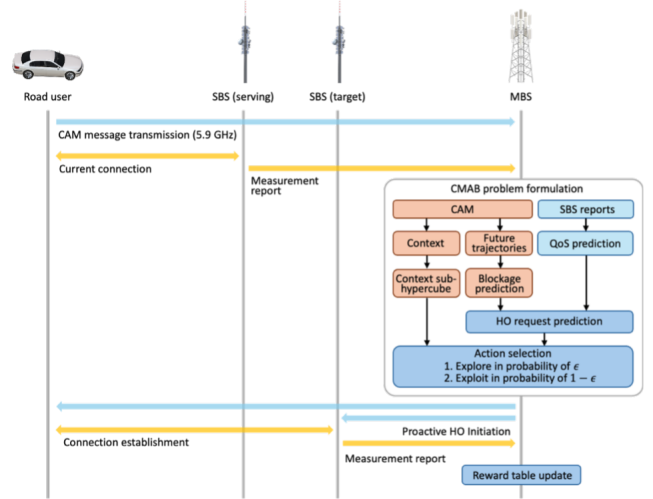 Road user
SBS (serving)
SBS (target)
MBS
CAM message transmission (5.9 GHz)
Current connection
Measurement
report
CMAB problem formulation
CAM
SBS reports
Context
Future
trajectories
QoS prediction
Context sub-
hypercube
Blockage
prediction
HO request prediction
Action selection
1. Explore in probability of ϵ
2. Exploit in probability of 1 − ϵ
Proactive HO Initiation
Connection establishment
Measurement report
Reward table update